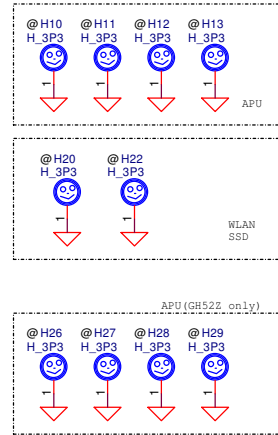 @H10 @H11 @H12 @H13
H_3P3 H_3P3 H_3P3 H_3P3
1 1 1 1
APU
@H20 @H22
H_3P3 H_3P3
1 1
WLAN
SSD
APU(GH52Z only)
@H26 @H27 @H28 @H29
H_3P3 H_3P3 H_3P3 H_3P3
1 1 1 1